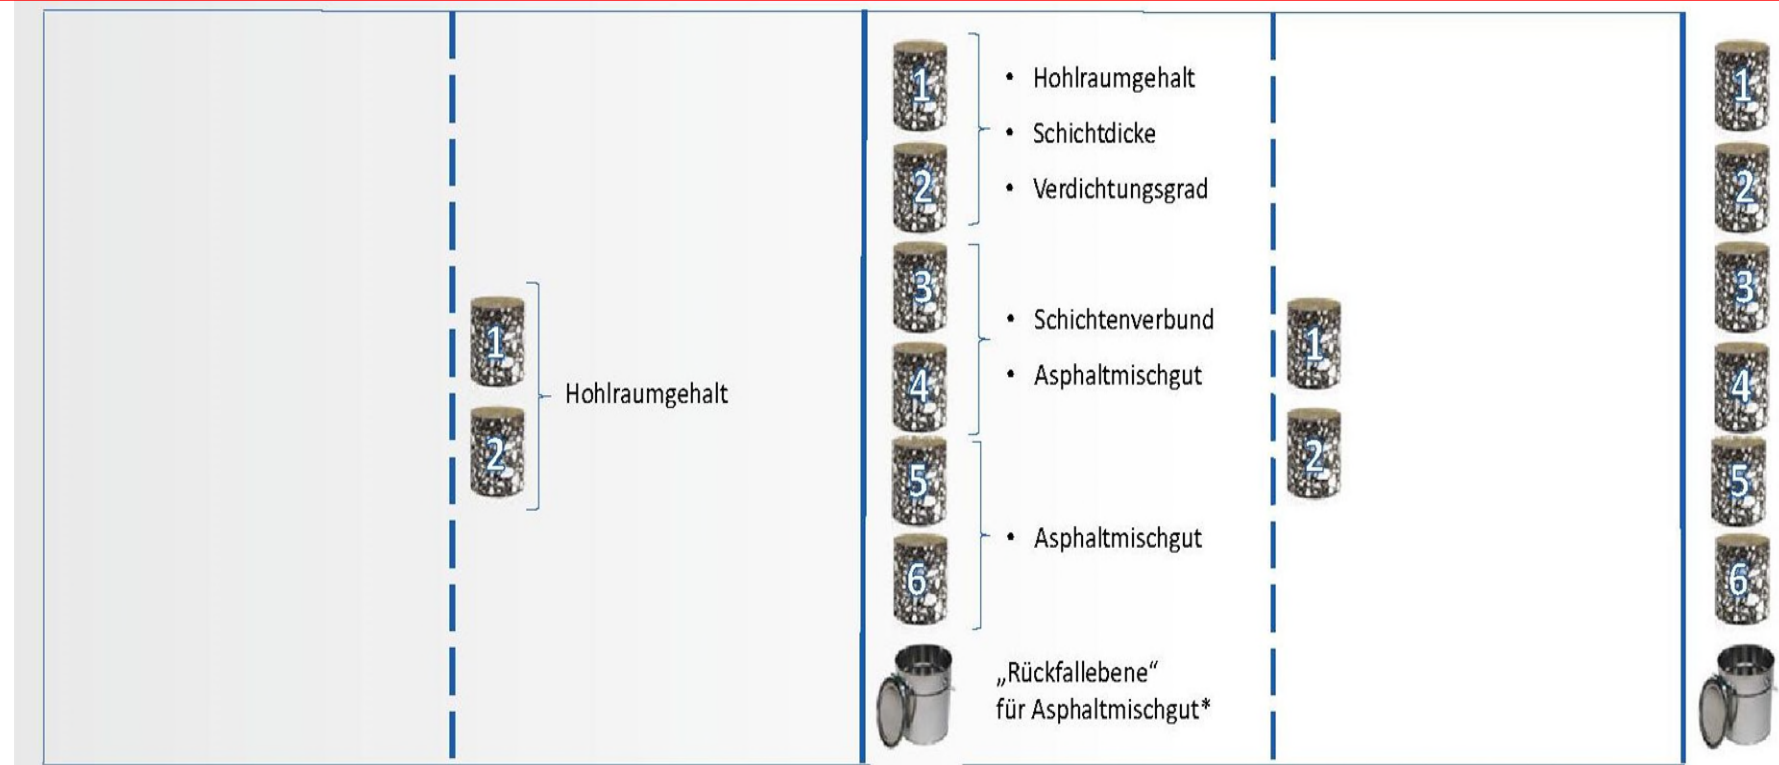 1
2
Hohlraumgehalt
1
2
3
4
5
6
• Hohlraumgehalt
• Schichtdicke
• Verdichtungsgrad
• Schichtenverbund
• Asphaltmischgut
• Asphaltmischgut
„Rückfallebene“
für Asphaltmischgut*
1
2
1
2
3
4
5
6